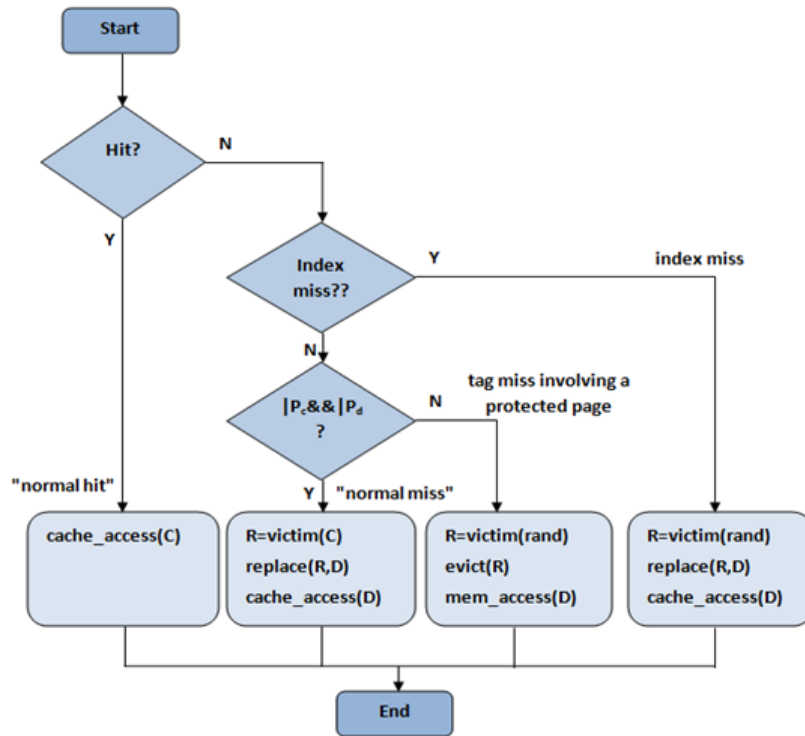 Start
Hit?
N
Y
Index
miss??
Y
index miss
N
|Pc&&|Pd
?
N
tag miss involving a
protected page
"normal hit"
Y
"normal miss"
cache_access(C)
R=victim(C)
replace(R,D)
cache_access(D)
R=victim(rand)
evict(R)
mem_access(D)
R=victim(rand)
replace(R,D)
cache_access(D)
End